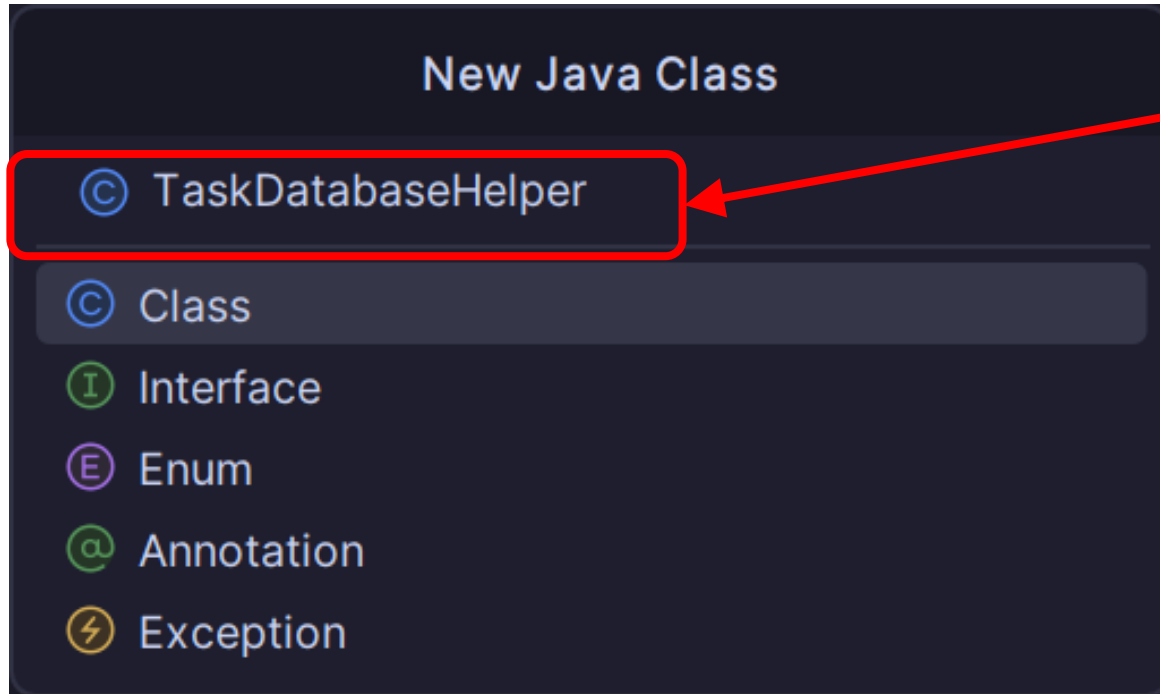 New Java Class
C TaskDatabaseHelper
C Class
I Interface
E Enum
@ Annotation
Exception